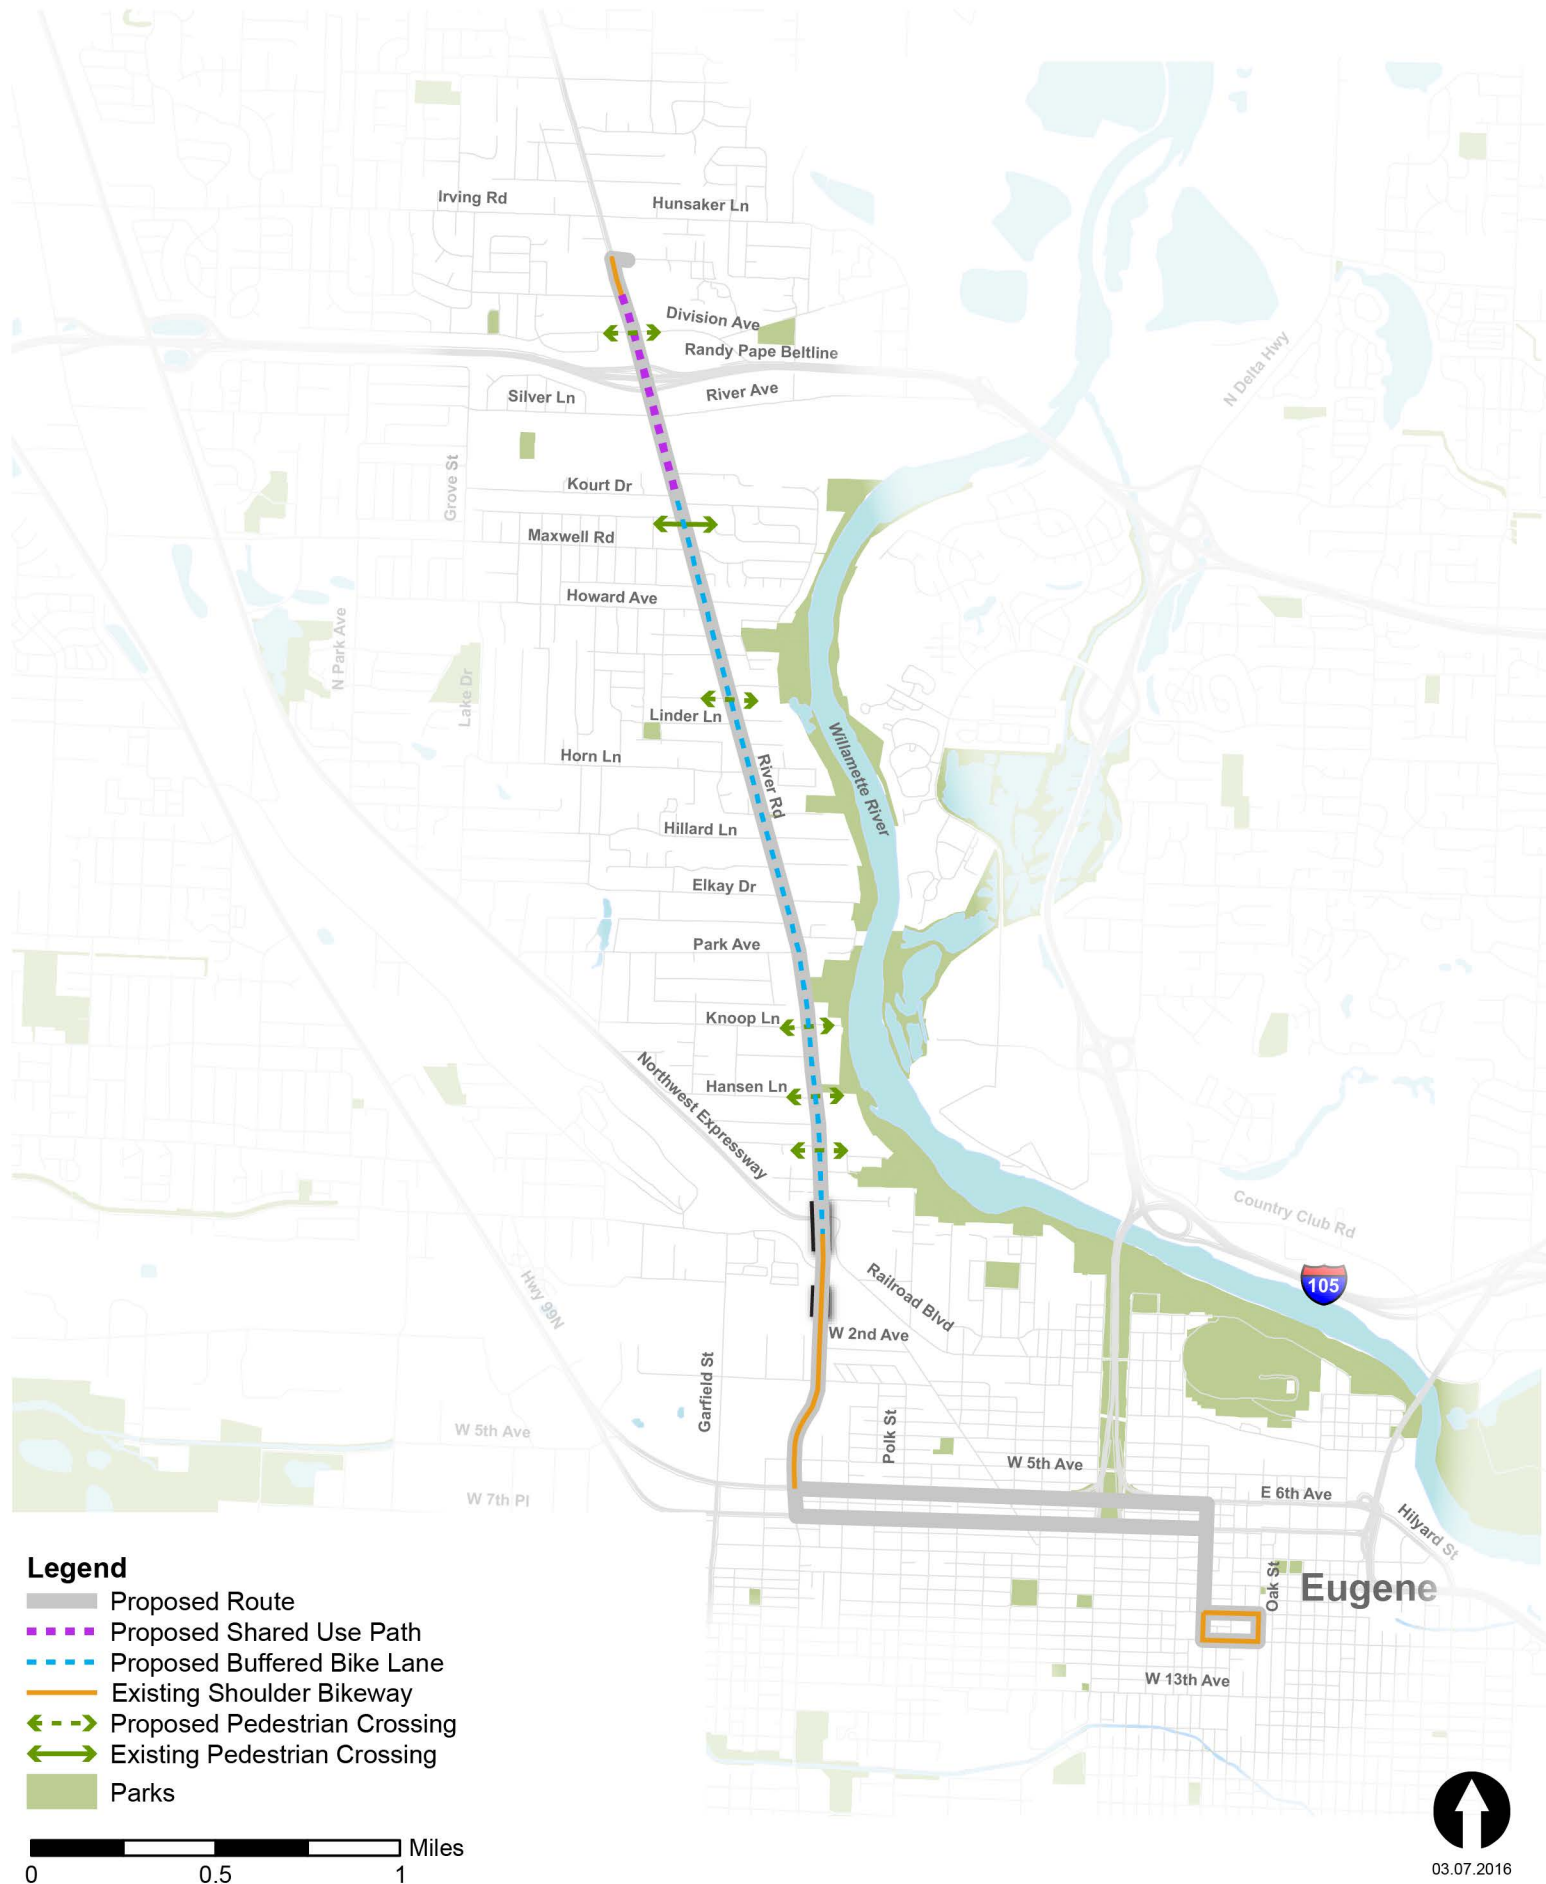 Irving Rd
Hunsaker Ln
Division Ave
Randy Pape Beltline
River Ave
Silver Ln
N Delta Hwy
Grove St
Kourt Dr
Maxwell Rd
Howard Ave
N Park Ave
Lake Dr
Linder Ln
Horn Ln
River Rd
Willamette River
Hillard Ln
Elkay Dr
Park Ave
Knoop Ln
Northwest Expressway
Hansen Ln
Country Club Rd
Hwy 99N
Railroad Blvd
105
W 2nd Ave
Garfield St
Polk St
W 5th Ave
W 5th Ave
W 7th Pl
E 6th Ave
Hilyard St
Oak St
Eugene
W 13th Ave
Legend
Proposed Route
Proposed Shared Use Path
Proposed Buffered Bike Lane
Existing Shoulder Bikeway
Proposed Pedestrian Crossing
Existing Pedestrian Crossing
Parks
Miles
0 0.5 1
03.07.2016